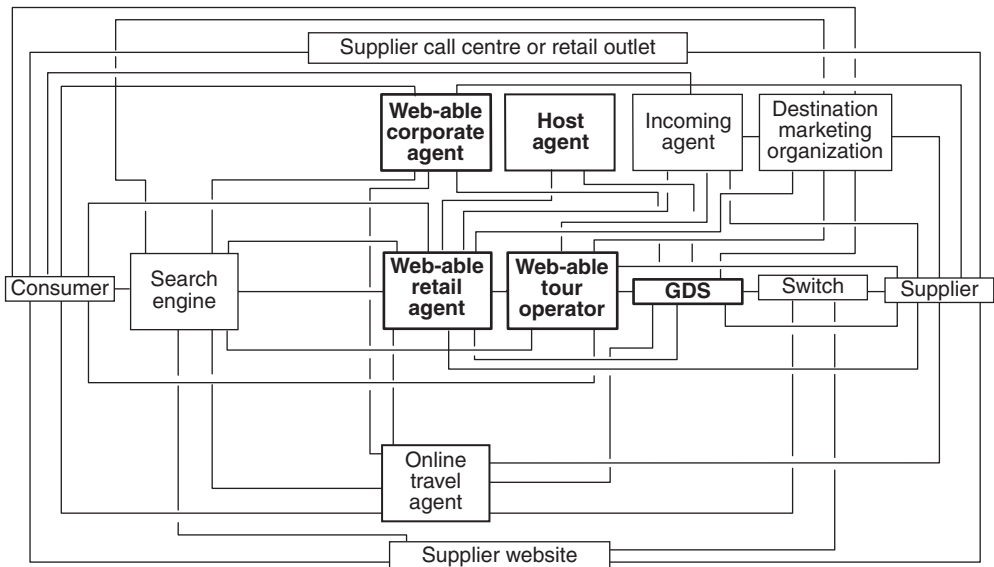 Supplier call centre or retail outlet
Web-able
corporate
agent
Host
agent
Incoming
agent
Destination
marketing
organization
Consumer
Search
engine
Web-able
retail
agent
Web-able
tour
operator
GDS
Switch
Supplier
Online
travel
agent
Supplier website